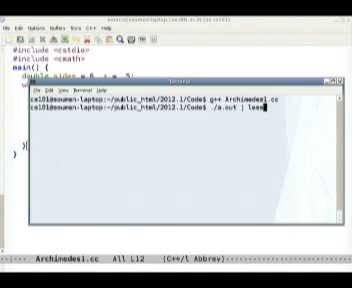 File Edit Options Buffers Tools C++ Help
#include <cstdio>
#include <cmath>
main() {
double sides = 6, x = .5;
Terminal
File Edit View Terminal Help
cs101@soumen-laptop:~/public_html/2012.1/Code$ g++ Archimedes1.cc
cs101@soumen-laptop:~/public_html/2012.1/Code$ ./a.out | less
}
}
Archimedes1.cc All L12 (C++/l Abbrev)